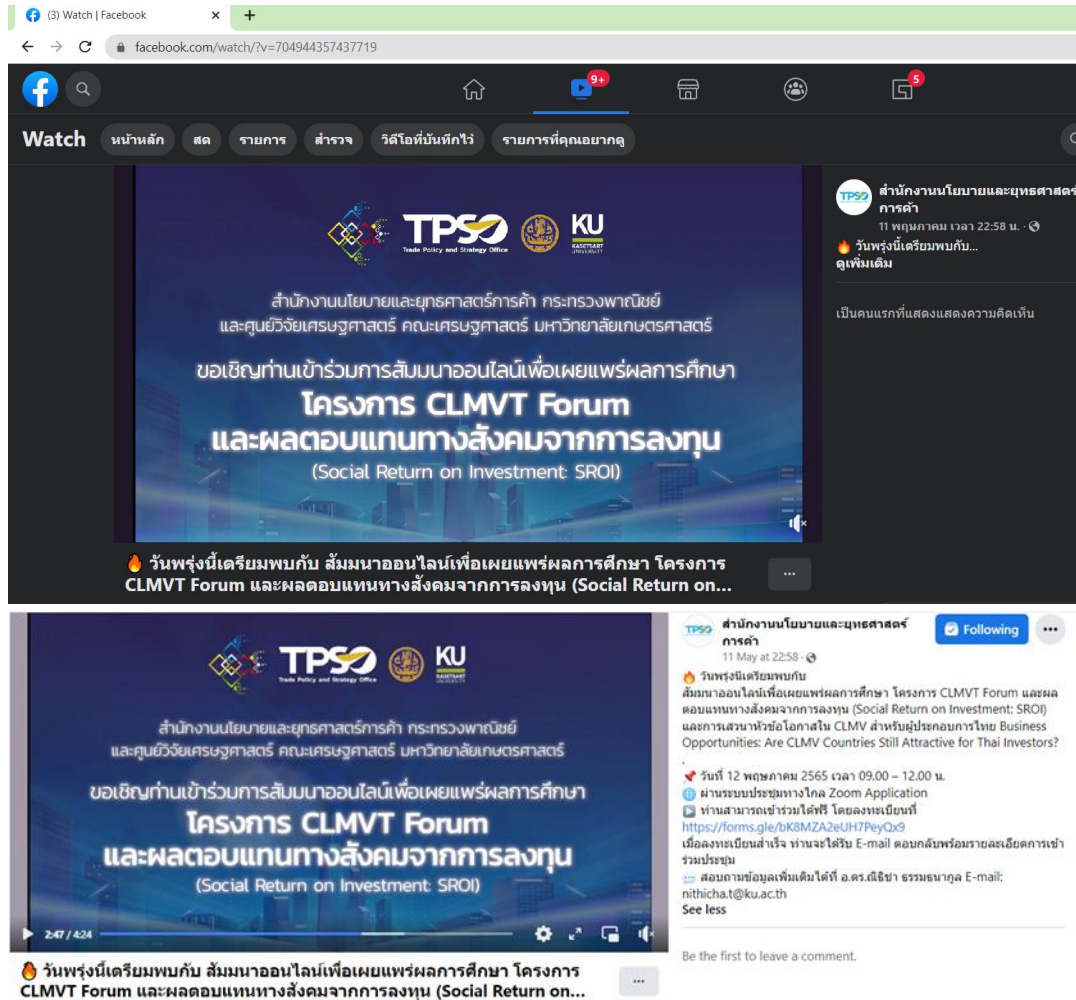 (3) Watch | Facebook
facebook.com/watch/?v=704944357437719
9+
5
Watch หน้าหลัก สด รายการ สำรวจ วิดีโอที่บันทึกไว้ รายการที่คุณอยากดู
TPSO
Trade Policy and Strategy Office
KU
KASETSART
UNIVERSITY
สำนักงานนโยบายและยุทธศาสตร์การค้า กระทรวงพาณิชย์
และศูนย์วิจัยเศรษฐศาสตร์ คณะเศรษฐศาสตร์ มหาวิทยาลัยเกษตรศาสตร์
ขอเชิญท่านเข้าร่วมการสัมมนาออนไลน์เพื่อเผยแพร่ผลการศึกษา
โครงการ CLMVT Forum
และผลตอบแทนทางสังคมจากการลงทุน
(Social Return on Investment: SROI)
🔥 วันพรุ่งนี้เตรียมพบกับ สัมมนาออนไลน์เพื่อเผยแพร่ผลการศึกษา โครงการ
CLMVT Forum และผลตอบแทนทางสังคมจากการลงทุน (Social Return on...
TPSO
สำนักงานนโยบายและยุทธศาสตร์
การค้า
11 พฤษภาคม เวลา 22:58 น. ·
🔥 วันพรุ่งนี้เตรียมพบกับ...
ดูเพิ่มเติม
เป็นคนแรกที่แสดงแสดงความคิดเห็น
TPSO
Trade Policy and Strategy Office
KU
KASETSART
UNIVERSITY
สำนักงานนโยบายและยุทธศาสตร์การค้า กระทรวงพาณิชย์
และศูนย์วิจัยเศรษฐศาสตร์ คณะเศรษฐศาสตร์ มหาวิทยาลัยเกษตรศาสตร์
ขอเชิญท่านเข้าร่วมการสัมมนาออนไลน์เพื่อเผยแพร่ผลการศึกษา
โครงการ CLMVT Forum
และผลตอบแทนทางสังคมจากการลงทุน
(Social Return on Investment: SROI)
2:47 / 4:24
🔥 วันพรุ่งนี้เตรียมพบกับ สัมมนาออนไลน์เพื่อเผยแพร่ผลการศึกษา โครงการ
CLMVT Forum และผลตอบแทนทางสังคมจากการลงทุน (Social Return on...
TPSO
สำนักงานนโยบายและยุทธศาสตร์
การค้า
Following
11 May at 22:58 ·
🔥 วันพรุ่งนี้เตรียมพบกับ
สัมมนาออนไลน์เพื่อเผยแพร่ผลการศึกษา โครงการ CLMVT Forum และผล
ตอบแทนทางสังคมจากการลงทุน (Social Return on Investment: SROI)
และการเสวนาหัวข้อโอกาสใน CLMV สำหรับผู้ประกอบการไทย Business
Opportunities: Are CLMV Countries Still Attractive for Thai Investors?
.
📌 วันที่ 12 พฤษภาคม 2565 เวลา 09.00 – 12.00 น.
🌐 ผ่านระบบประชุมทางไกล Zoom Application
▶️ ท่านสามารถเข้าร่วมได้ฟรี โดยลงทะเบียนที่
https://forms.gle/bK8MZA2eUH7PeyQx9
เมื่อลงทะเบียนสำเร็จ ท่านจะได้รับ E-mail ตอบกลับพร้อมรายละเอียดการเข้า
ร่วมประชุม
💬 สอบถามข้อมูลเพิ่มเติมได้ที่ อ.ดร.ณิธิชา ธรรมธนากูล E-mail:
nithicha.t@ku.ac.th
See less
Be the first to leave a comment.